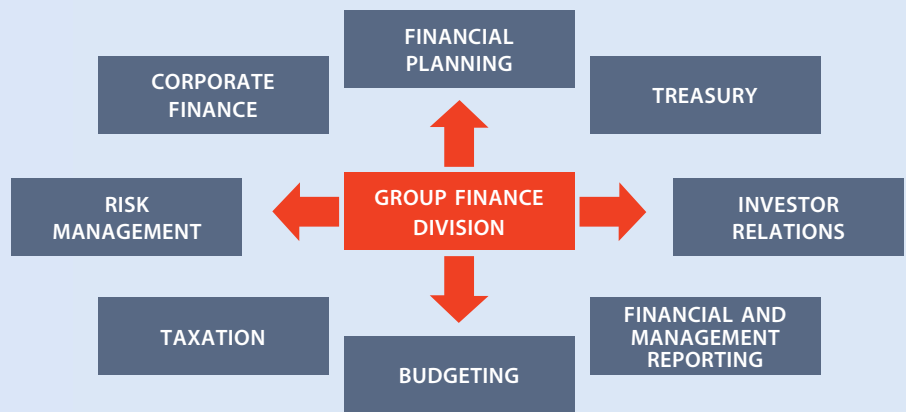 FINANCIAL
PLANNING
CORPORATE
FINANCE
TREASURY
RISK
MANAGEMENT
GROUP FINANCE
DIVISION
INVESTOR
RELATIONS
TAXATION
FINANCIAL AND
MANAGEMENT
REPORTING
BUDGETING